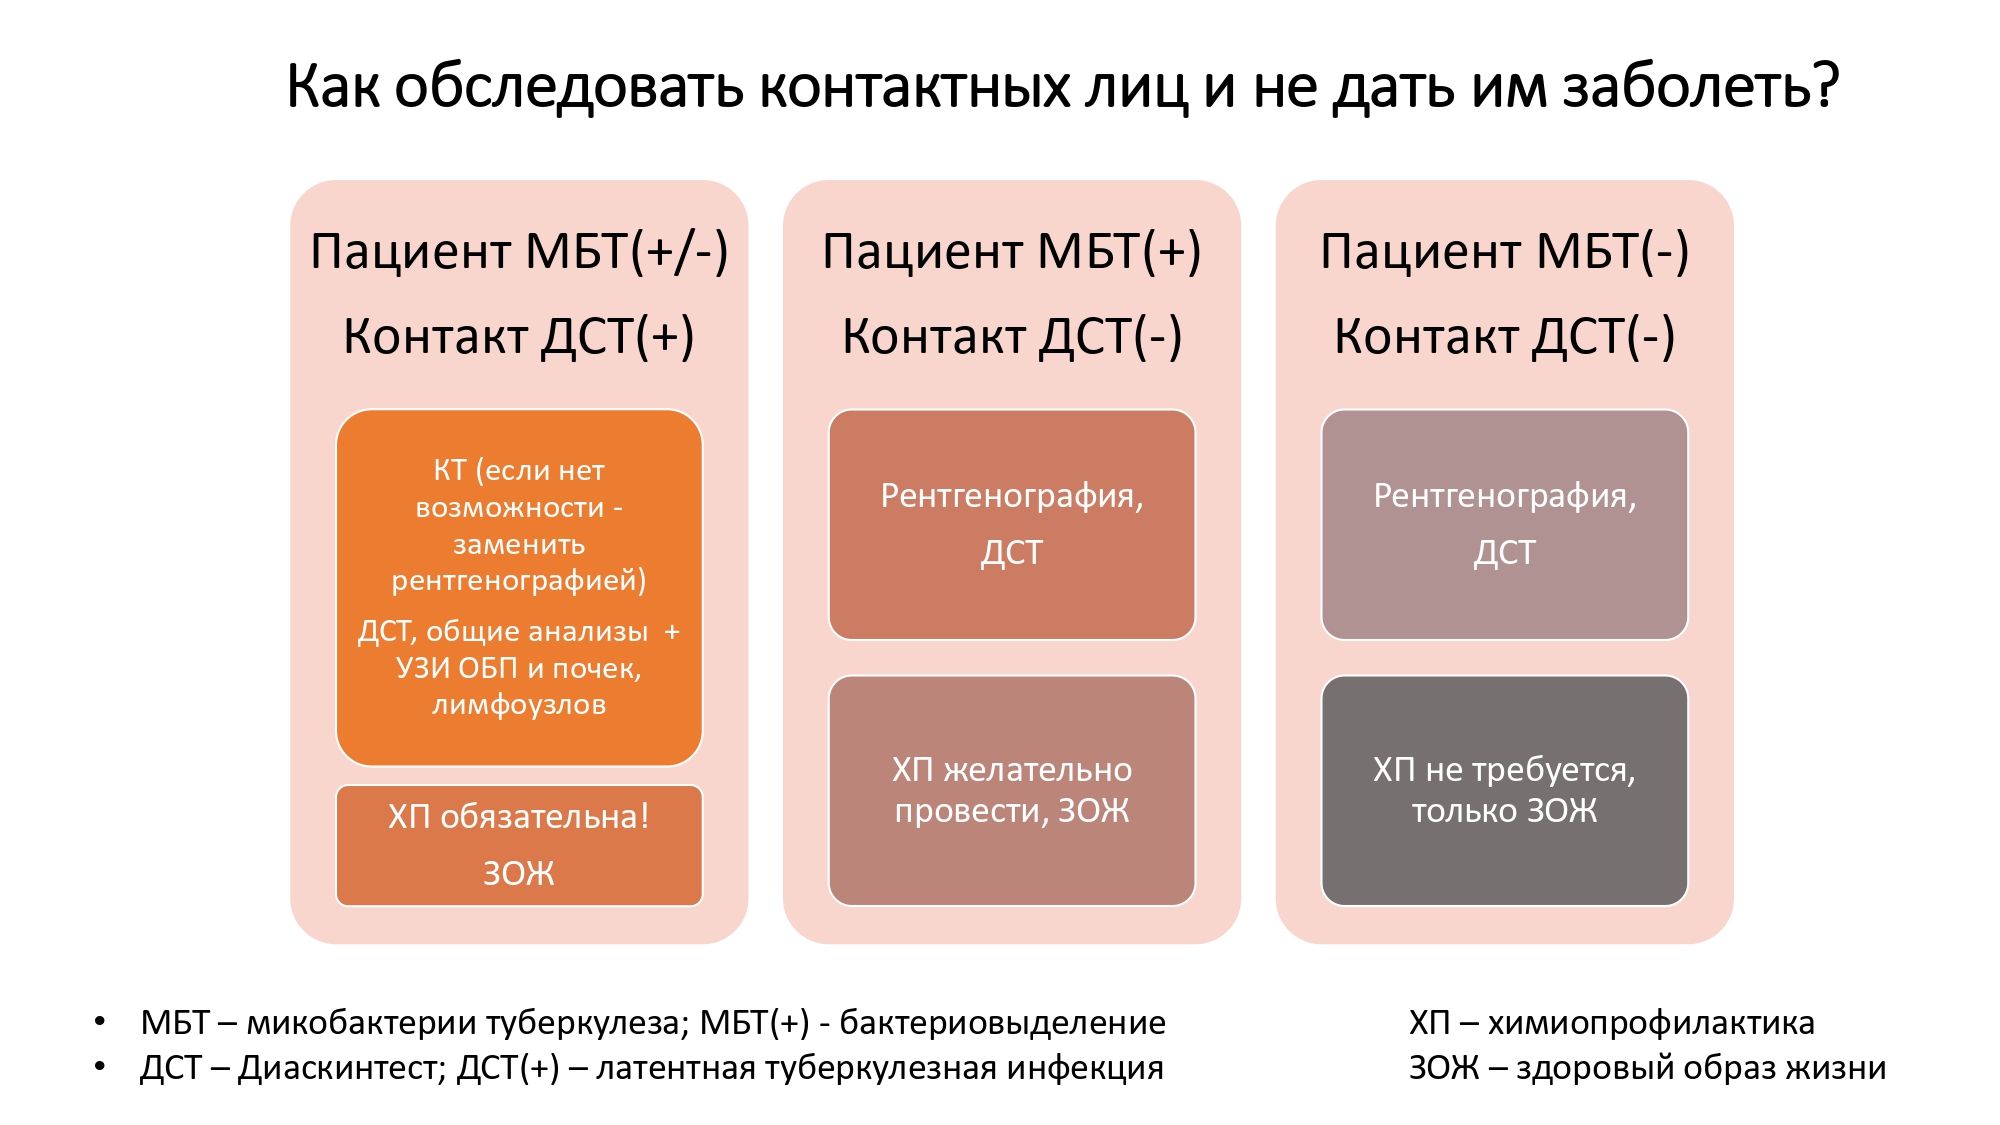 Как обследовать контактных лиц и не дать им заболеть?
Пациент МБТ(+/-)
Контакт ДСТ(+)
КТ (если нет
возможности -
заменить
рентгенографией)
ДСТ, общие анализы +
УЗИ ОБП и почек,
лимфоузлов
ХП обязательна!
ЗОЖ
Пациент МБТ(+)
Контакт ДСТ(-)
Рентгенография,
ДСТ
ХП желательно
провести, ЗОЖ
Пациент МБТ(-)
Контакт ДСТ(-)
Рентгенография,
ДСТ
ХП не требуется,
только ЗОЖ
• МБТ – микобактерии туберкулеза; МБТ(+) - бактериовыделение
• ДСТ – Диаскинтест; ДСТ(+) – латентная туберкулезная инфекция
ХП – химиопрофилактика
ЗОЖ – здоровый образ жизни